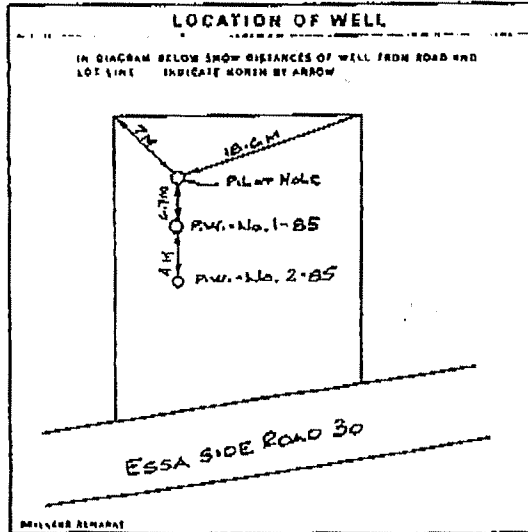 LOCATION OF WELL
IN DIAGRAM BELOW SHOW DISTANCES OF WELL FROM ROAD AND
LOT LINE INDICATE NORTH BY ARROW
7M
18.6M
PILOT HOLE
6.7M
P.W.-No. 1-85
4M
P.W.-No. 2-85
ESSA SIDE ROAD 30